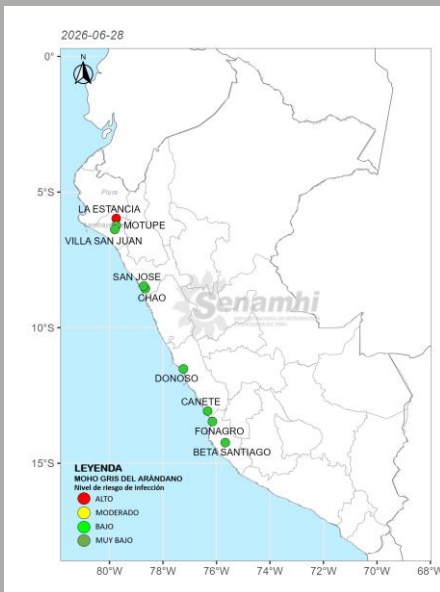 2026-06-28
N
0°
5°S
10°S
15°S
Piura
LA ESTANCIA
MOTUPE
VILLA SAN JUAN
SAN JOSE
CHAO
Senamhi
DONOSO
CANETE
FONAGRO
BETA SANTIAGO
LEYENDA
MOHO GRIS DEL ARÁNDANO
Nivel de riesgo de infección
ALTO
MODERADO
BAJO
MUY BAJO
80°W 78°W 76°W 74°W 72°W 70°W 68°W